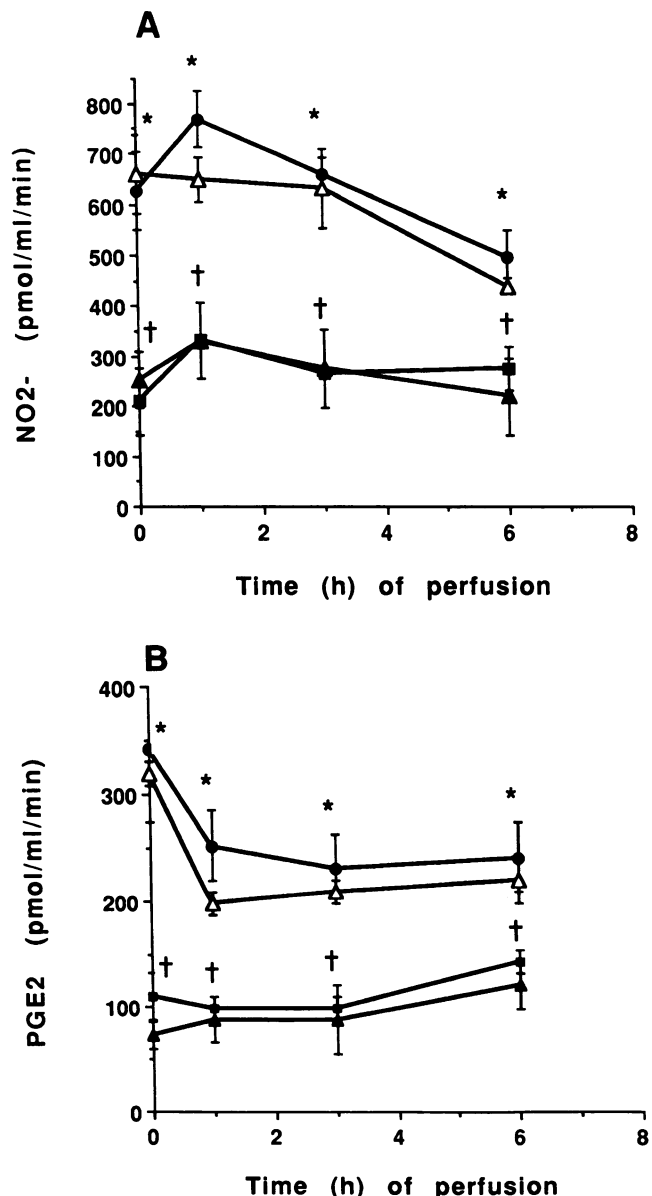 A
NO2- (pmol/ml/min)
800
700
600
500
400
300
200
100
0
* * * *
† † † †
0 2 4 6 8
Time (h) of perfusion
B
PGE2 (pmol/ml/min)
400
300
200
100
0
* * * *
† † † †
0 2 4 6 8
Time (h) of perfusion